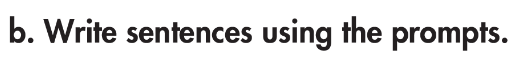 b. Write sentences using the prompts.